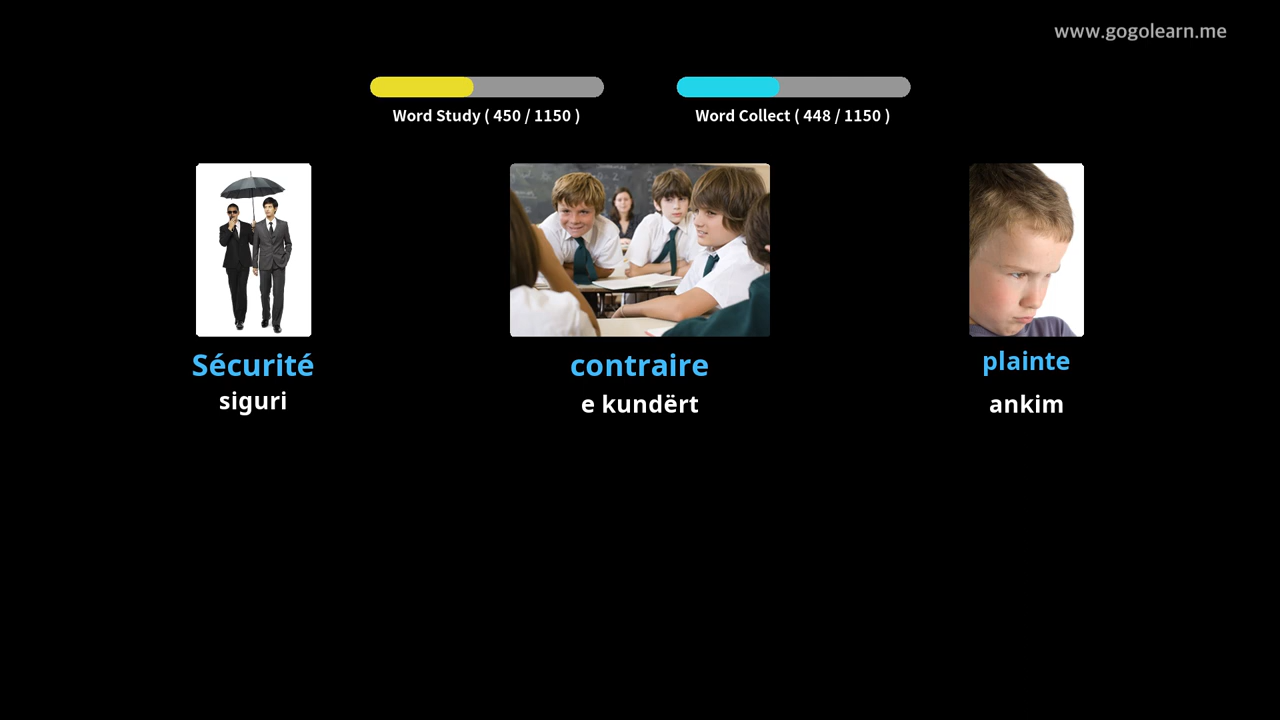 www.gogolearn.me
Word Study ( 450 / 1150 )
Word Collect ( 448 / 1150 )
Sécurité
siguri
contraire
e kundërt
plainte
ankim